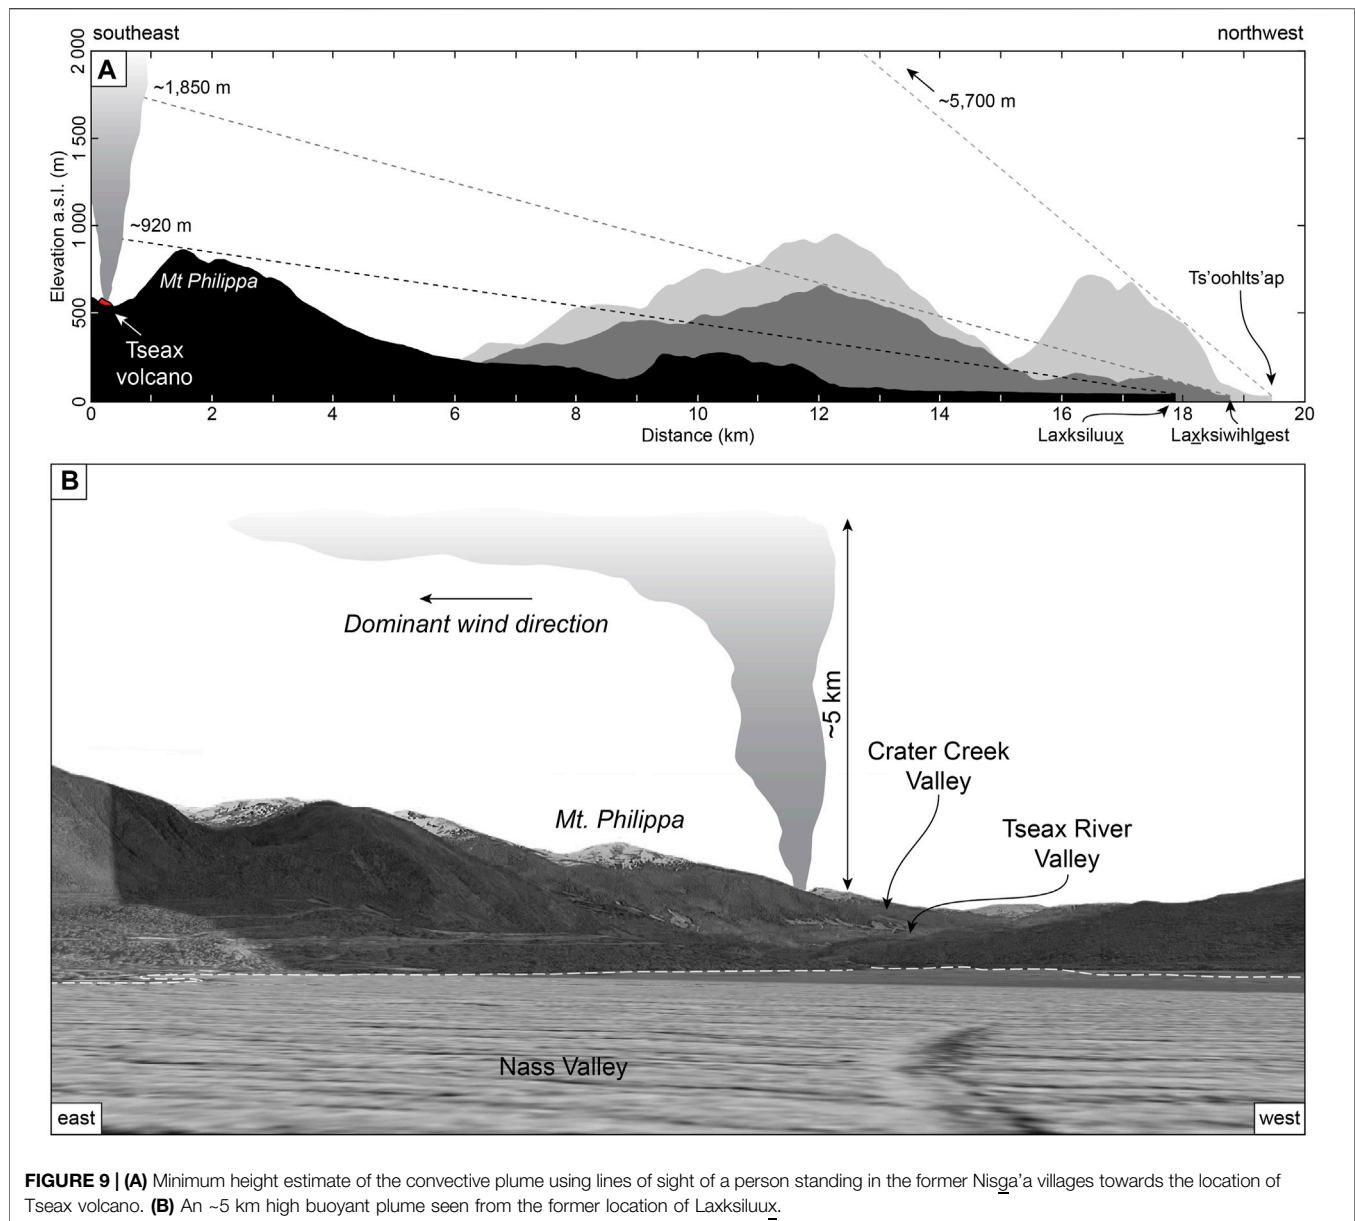 southeast
northwest
A
2 000
1 500
1 000
500
0
Elevation a.s.l. (m)
~1,850 m
~5,700 m
~920 m
Mt Philippa
Ts'oohlts'ap
Tseax
volcano
0 2 4 6 8 10 12 14 16 18 20
Distance (km)
Laxksiluux̲
Lax̲ksiwihlg̲est
B
Dominant wind direction
~5 km
Crater Creek
Valley
Mt. Philippa
Tseax River
Valley
Nass Valley
east
west
FIGURE 9 | (A) Minimum height estimate of the convective plume using lines of sight of a person standing in the former Nisg̲a'a villages towards the location of
Tseax volcano. (B) An ~5 km high buoyant plume seen from the former location of Laxksiluux̲.